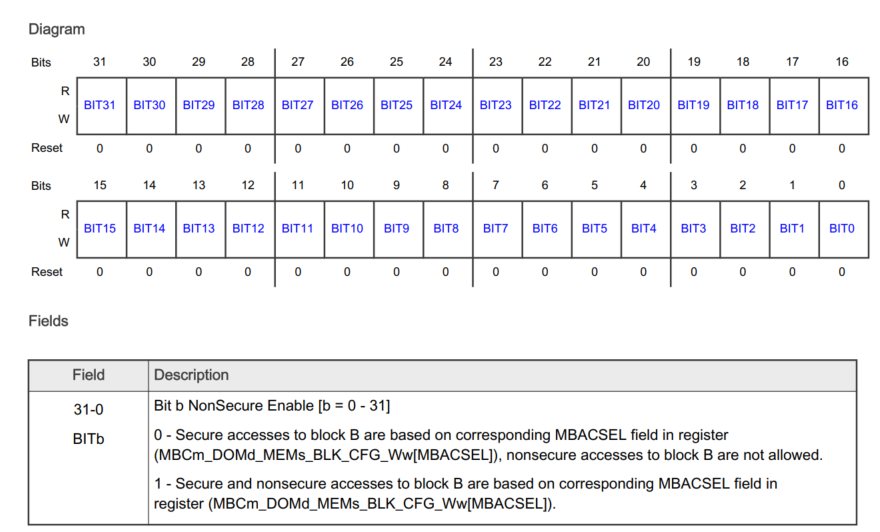 Diagram
Bits 31 30 29 28 27 26 25 24 23 22 21 20 19 18 17 16
R
BIT31 BIT30 BIT29 BIT28 BIT27 BIT26 BIT25 BIT24 BIT23 BIT22 BIT21 BIT20 BIT19 BIT18 BIT17 BIT16
W
Reset 0 0 0 0 0 0 0 0 0 0 0 0 0 0 0 0
Bits 15 14 13 12 11 10 9 8 7 6 5 4 3 2 1 0
R
BIT15 BIT14 BIT13 BIT12 BIT11 BIT10 BIT9 BIT8 BIT7 BIT6 BIT5 BIT4 BIT3 BIT2 BIT1 BIT0
W
Reset 0 0 0 0 0 0 0 0 0 0 0 0 0 0 0 0
Fields
Field Description
31-0 Bit b NonSecure Enable [b = 0 - 31]
BITb 0 - Secure accesses to block B are based on corresponding MBACSEL field in register
(MBCm_DOMd_MEMs_BLK_CFG_Ww[MBACSEL]), nonsecure accesses to block B are not allowed.
1 - Secure and nonsecure accesses to block B are based on corresponding MBACSEL field in
register (MBCm_DOMd_MEMs_BLK_CFG_Ww[MBACSEL]).